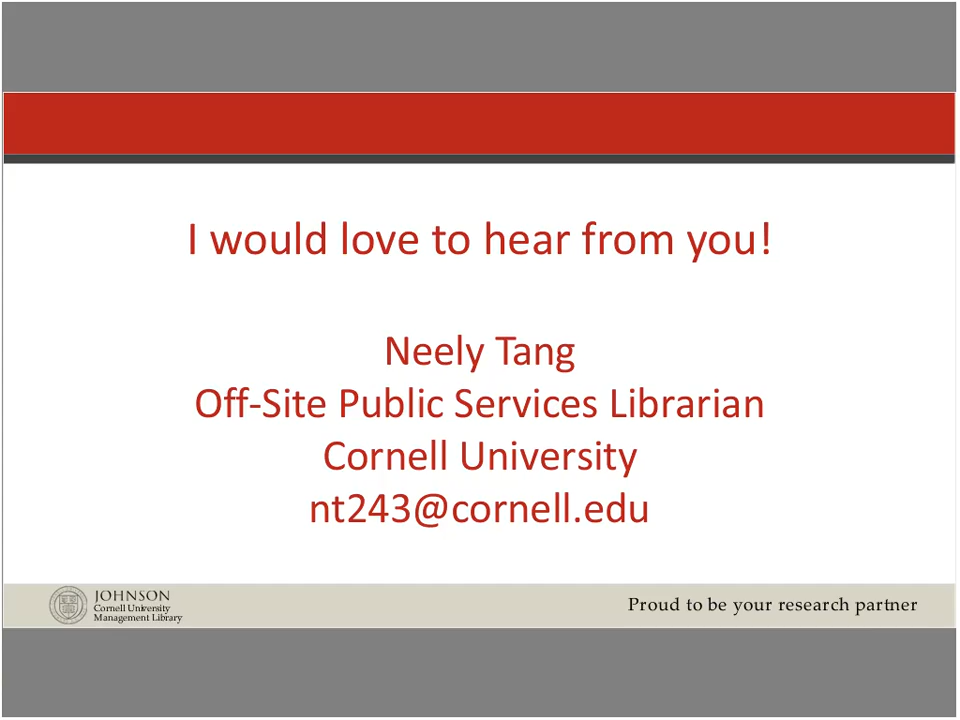 I would love to hear from you!
Neely Tang
Off-Site Public Services Librarian
Cornell University
nt243@cornell.edu
JOHNSON
Cornell University
Management Library
Proud to be your research partner